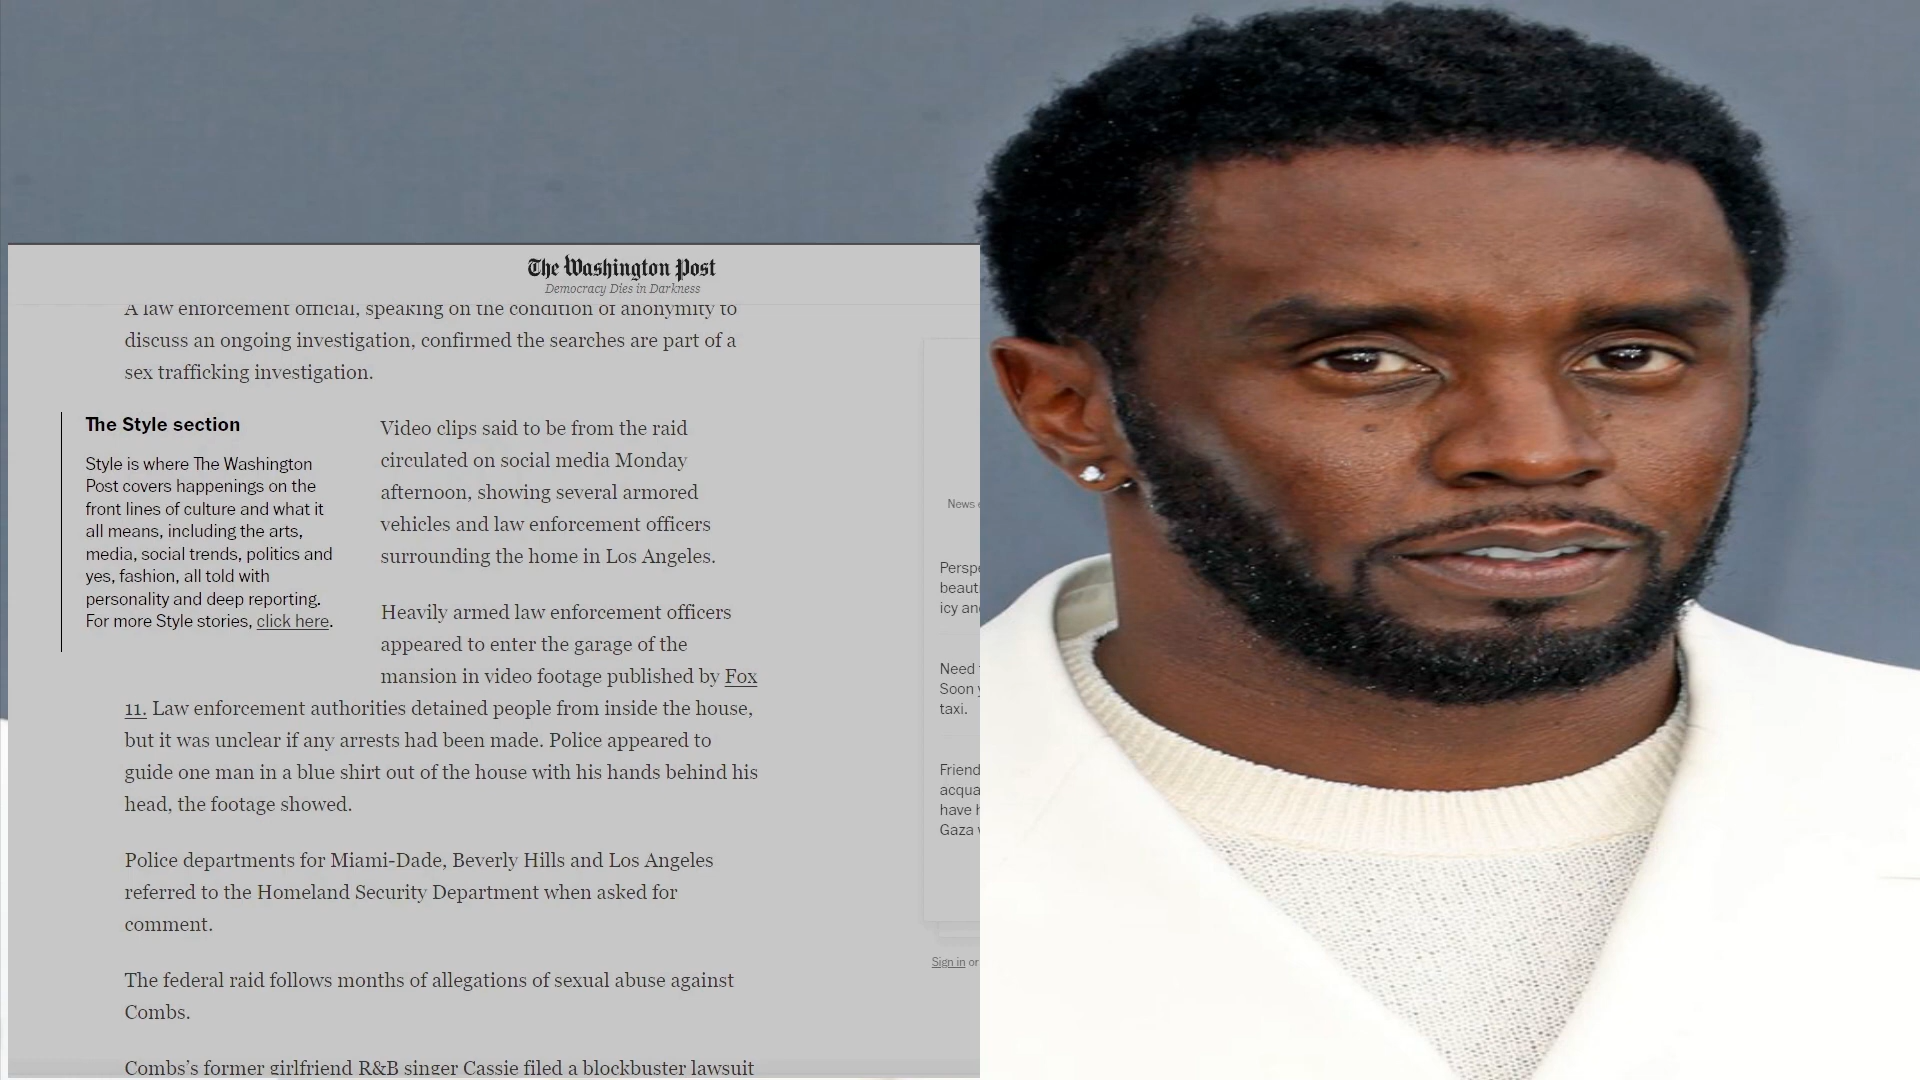 The Washington Post
Democracy Dies in Darkness
A law enforcement official, speaking on the condition of anonymity to
discuss an ongoing investigation, confirmed the searches are part of a
sex trafficking investigation.
The Style section
Style is where The Washington
Post covers happenings on the
front lines of culture and what it
all means, including the arts,
media, social trends, politics and
yes, fashion, all told with
personality and deep reporting.
For more Style stories, click here.
Video clips said to be from the raid
circulated on social media Monday
afternoon, showing several armored
vehicles and law enforcement officers
surrounding the home in Los Angeles.
Heavily armed law enforcement officers
appeared to enter the garage of the
mansion in video footage published by Fox
11. Law enforcement authorities detained people from inside the house,
but it was unclear if any arrests had been made. Police appeared to
guide one man in a blue shirt out of the house with his hands behind his
head, the footage showed.
Police departments for Miami-Dade, Beverly Hills and Los Angeles
referred to the Homeland Security Department when asked for
comment.
The federal raid follows months of allegations of sexual abuse against
Combs.
Combs's former girlfriend R&B singer Cassie filed a blockbuster lawsuit
News
Persp
beaut
icy an
Need
Soon
taxi.
Friend
acqua
have
Gaza
Sign in or